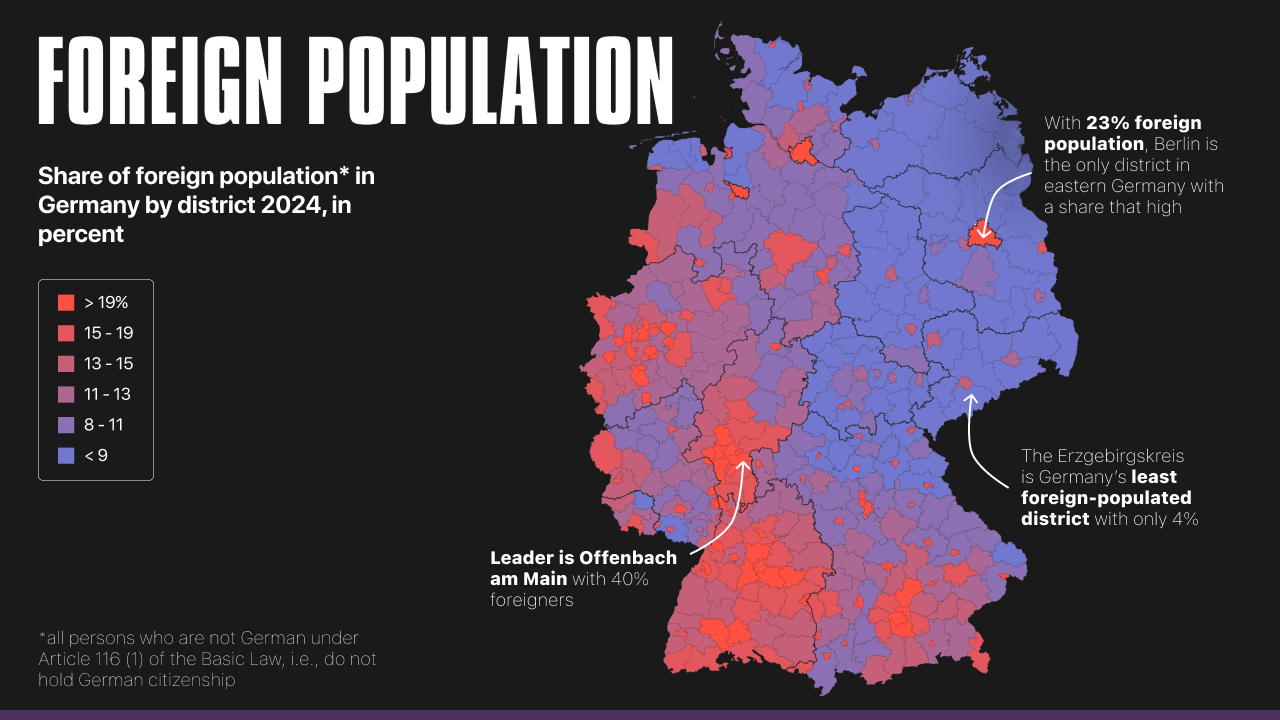 FOREIGN POPULATION
Share of foreign population* in
Germany by district 2024, in
percent
> 19%
15 - 19
13 - 15
11 - 13
8 - 11
< 9
With 23% foreign
population, Berlin is
the only district in
eastern Germany with
a share that high
The Erzgebirgskreis
is Germany's least
foreign-populated
district with only 4%
Leader is Offenbach
am Main with 40%
foreigners
*all persons who are not German under
Article 116 (1) of the Basic Law, i.e., do not
hold German citizenship